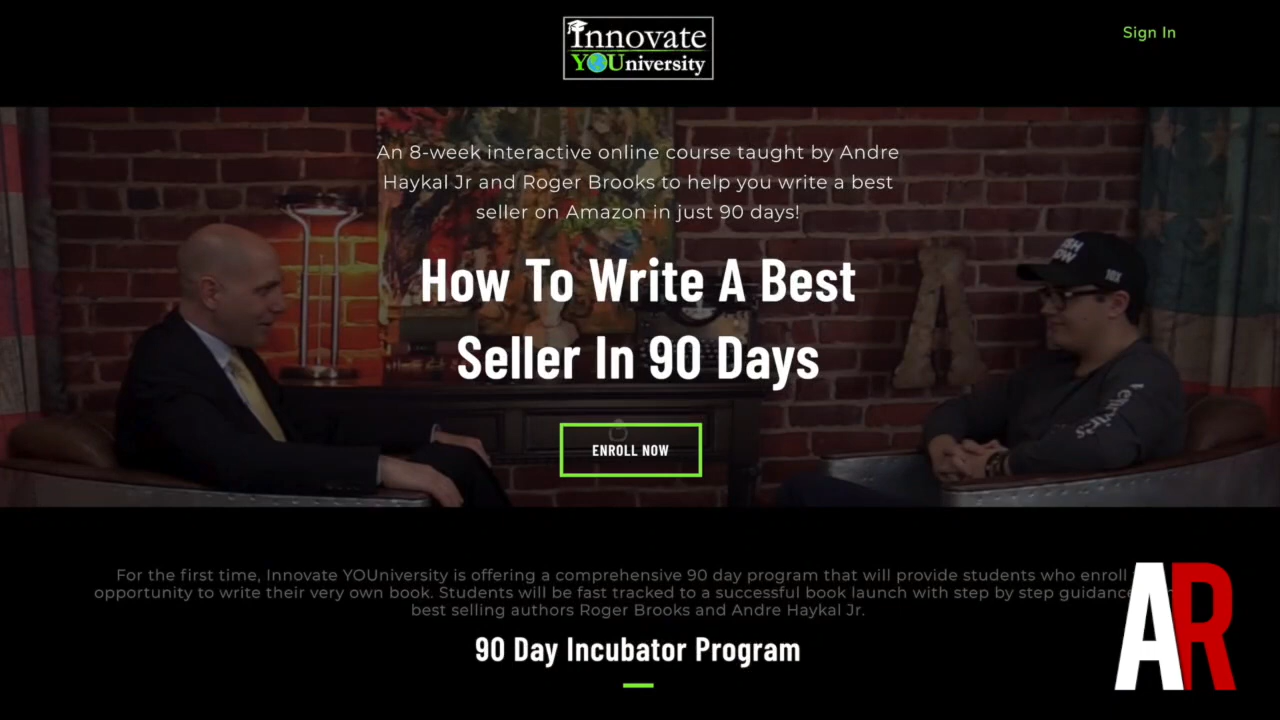 Innovate
YOUniversity
Sign In
An 8-week interactive online course taught by Andre
Haykal Jr and Roger Brooks to help you write a best
seller on Amazon in just 90 days!
How To Write A Best
Seller In 90 Days
ENROLL NOW
For the first time, Innovate YOUniversity is offering a comprehensive 90 day program that will provide students who enroll
opportunity to write their very own book. Students will be fast tracked to a successful book launch with step by step guidance
best selling authors Roger Brooks and Andre Haykal Jr.
90 Day Incubator Program
AR